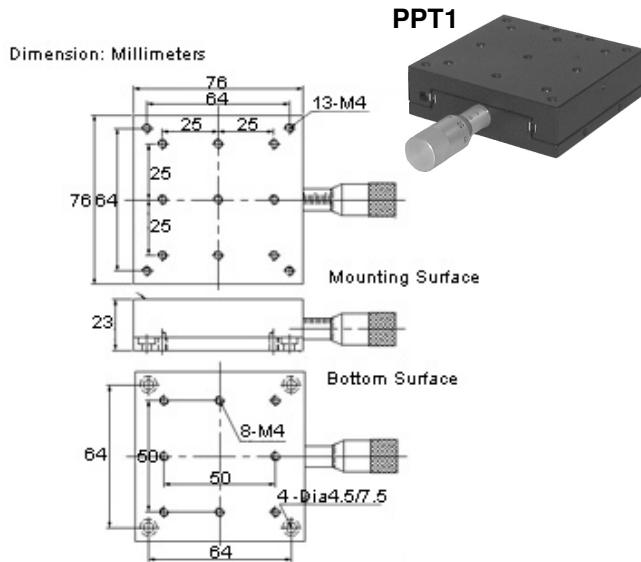 PPT1
Dimension: Millimeters
76
64
13-M4
25 25
25
76 64
25
Mounting Surface
23
Bottom Surface
8-M4
64
50
50
4-Dia4.5/7.5
64